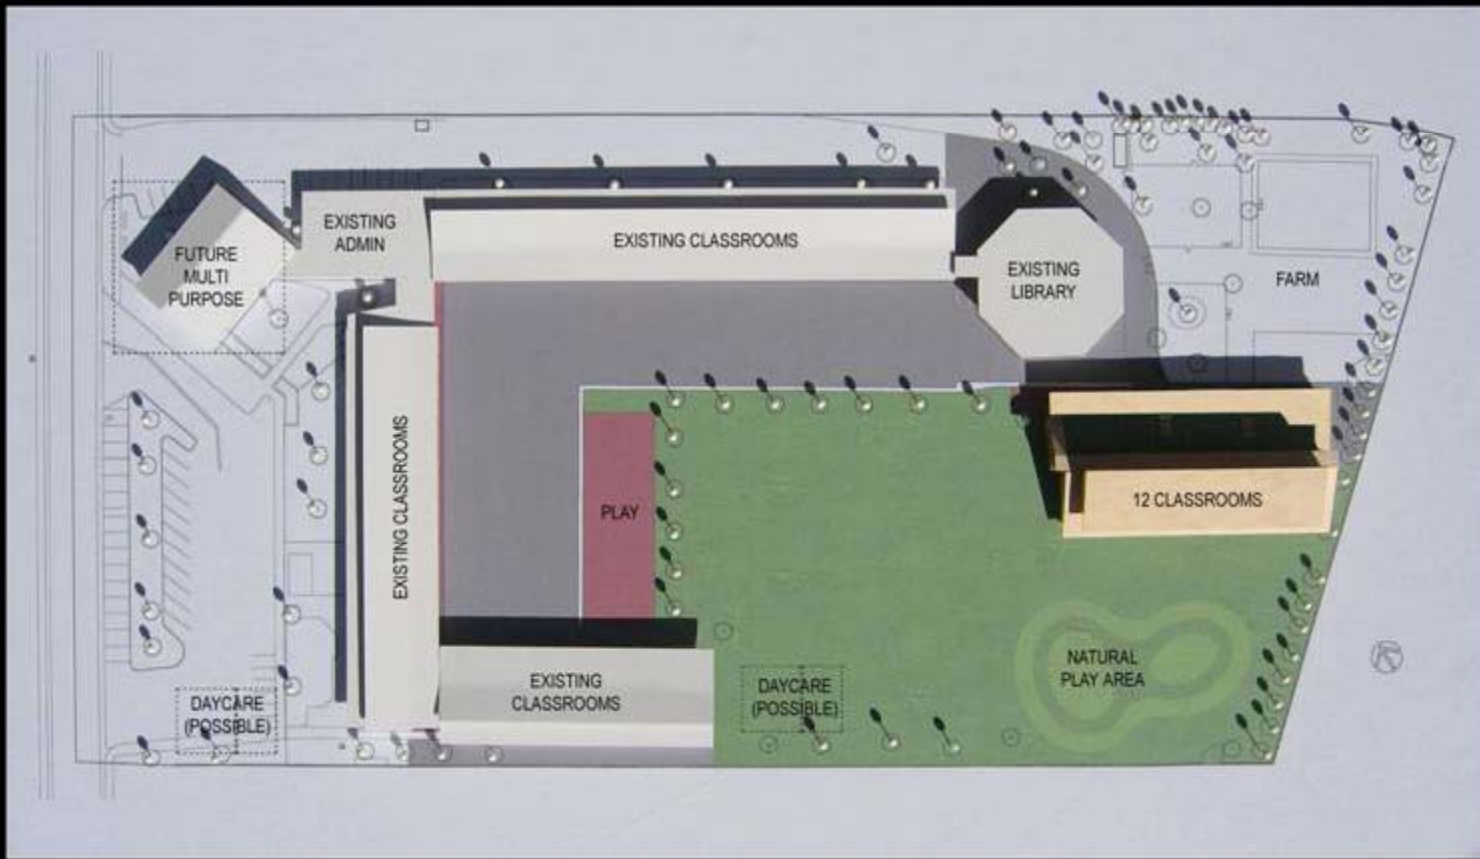 FUTURE
MULTI
PURPOSE
EXISTING
ADMIN
EXISTING CLASSROOMS
EXISTING
LIBRARY
FARM
EXISTING CLASSROOMS
PLAY
12 CLASSROOMS
NATURAL
PLAY AREA
EXISTING
CLASSROOMS
DAYCARE
(POSSIBLE)
DAYCARE
(POSSIBLE)